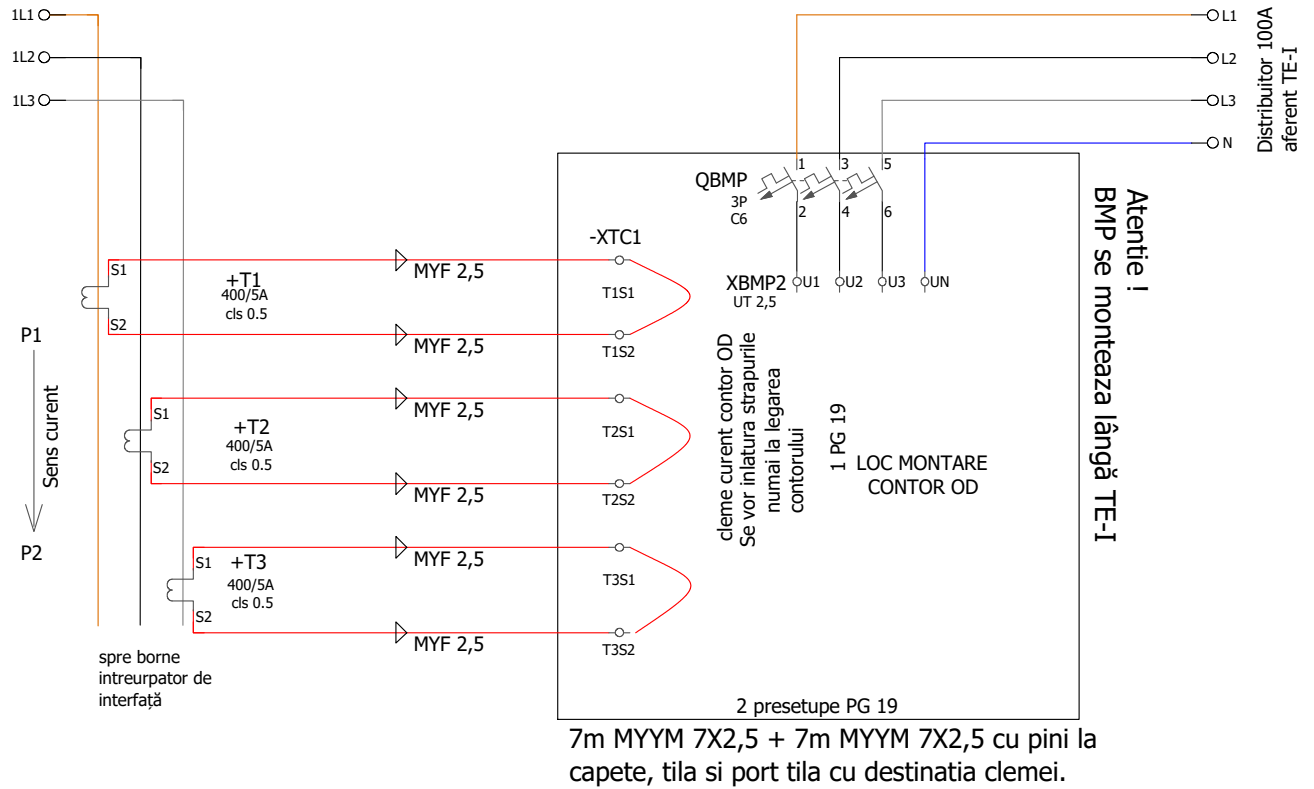 1L1
1L2
1L3
L1
L2
L3
N
Distribuitor 100A
aferent TE-I
QBMP
3P
C6
1
3
5
2
4
6
XBMP2
UT 2,5
U1
U2
U3
UN
Atentie !
BMP se monteaza lângă TE-I
-XTC1
S1
+T1
400/5A
cls 0.5
S2
MYF 2,5
MYF 2,5
T1S1
T1S2
P1
Sens curent
P2
S1
+T2
400/5A
cls 0.5
S2
MYF 2,5
MYF 2,5
T2S1
T2S2
S1
+T3
400/5A
cls 0.5
S2
MYF 2,5
MYF 2,5
T3S1
T3S2
cleme curent contor OD
Se vor inlatura strapurile
numai la legarea
contorului
1 PG 19
LOC MONTARE
CONTOR OD
spre borne
intreurpator de
interfață
2 presetupe PG 19
7m MYYM 7X2,5 + 7m MYYM 7X2,5 cu pini la
capete, tila si port tila cu destinatia clemei.